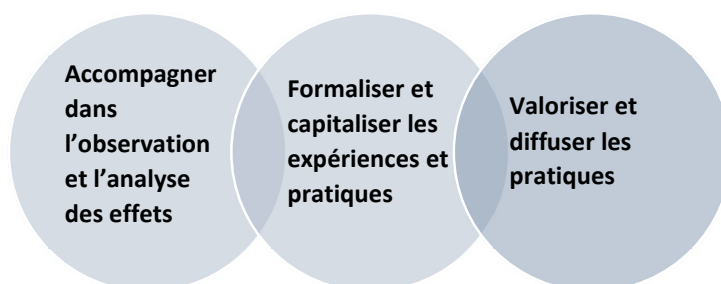 Accompagner
dans
l’observation
et l’analyse
des effets
Formaliser et
capitaliser les
expériences et
pratiques
Valoriser et
diffuser les
pratiques